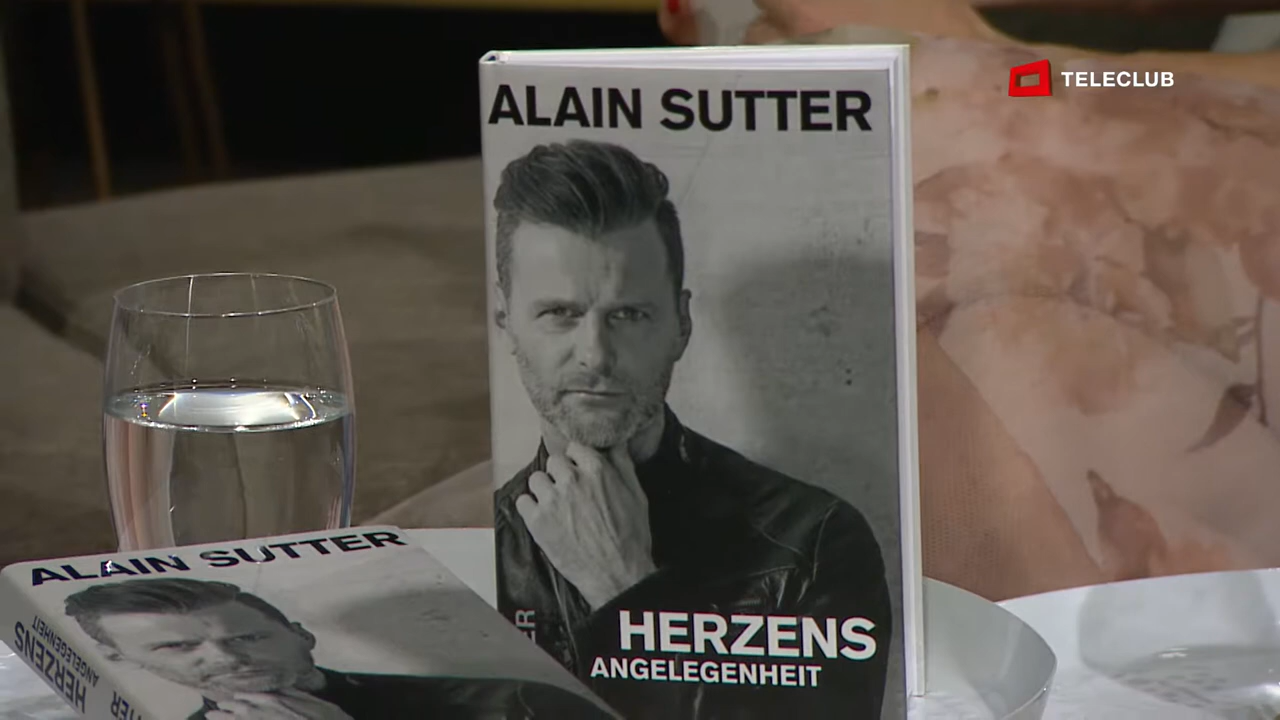 TELECLUB
ALAIN SUTTER
HERZENS
ANGELEGENHEIT
ALAIN SUTTER
HERZENS
ANGELEGENHEIT